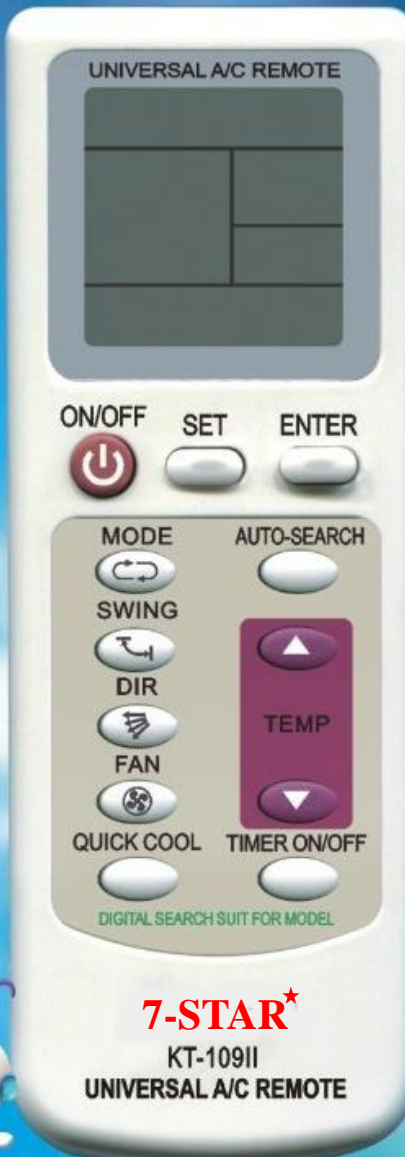 UNIVERSAL A/C REMOTE
ON/OFF SET ENTER
MODE AUTO-SEARCH
SWING
DIR
TEMP
FAN
QUICK COOL TIMER ON/OFF
DIGITAL SEARCH SUIT FOR MODEL
7-STAR★
KT-109II
UNIVERSAL A/C REMOTE